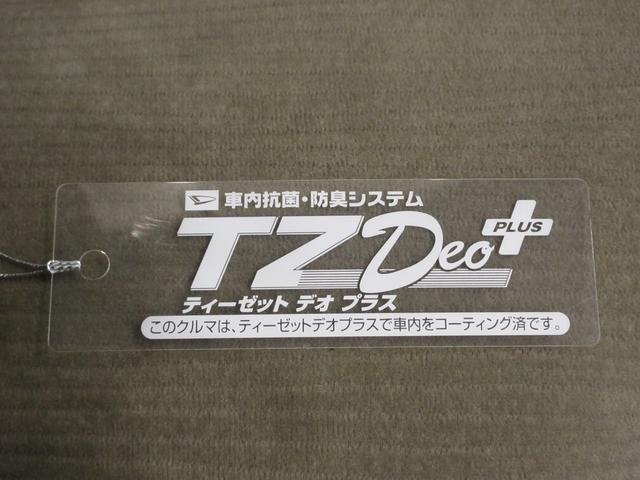 車内抗菌・防臭システム
TZ Deo PLUS
ティーゼット デオ プラス
このクルマは、ティーゼットデオプラスで車内をコーティング済です。